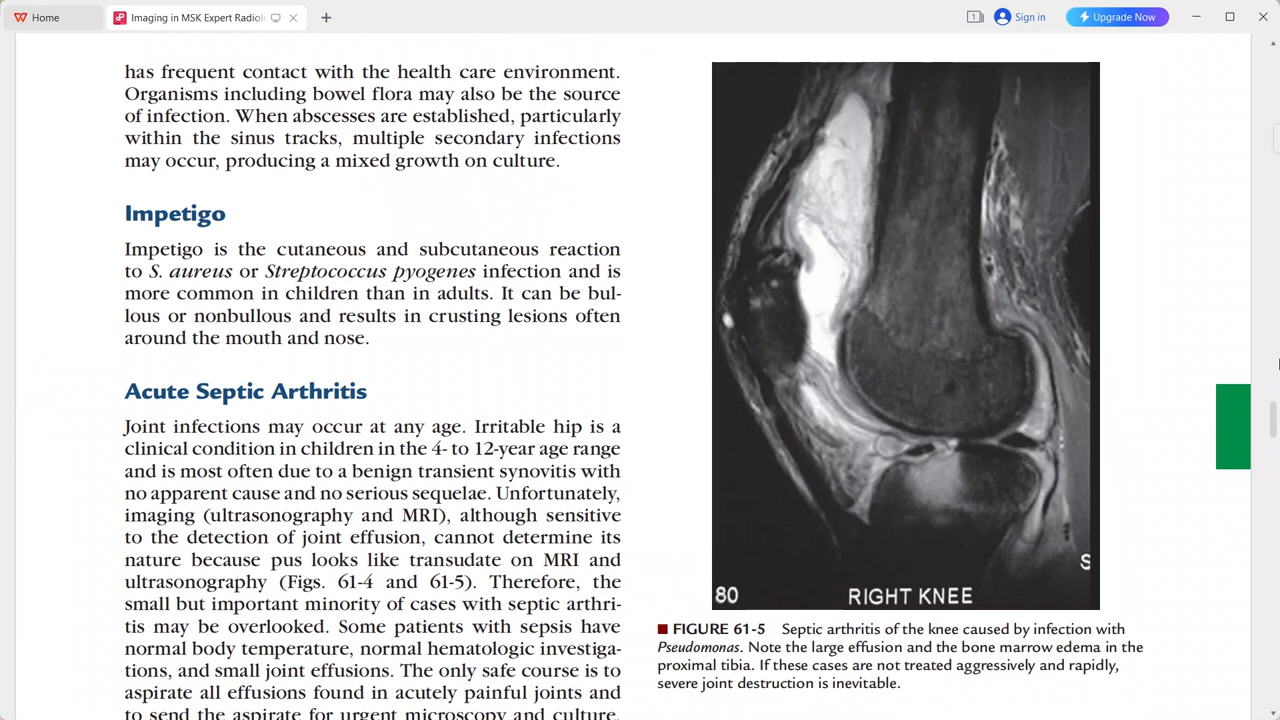 Home
Imaging in MSK Expert Radiol
1
Sign in
Upgrade Now
has frequent contact with the health care environment.
Organisms including bowel flora may also be the source
of infection. When abscesses are established, particularly
within the sinus tracks, multiple secondary infections
may occur, producing a mixed growth on culture.
Impetigo
Impetigo is the cutaneous and subcutaneous reaction
to S. aureus or Streptococcus pyogenes infection and is
more common in children than in adults. It can be bul-
lous or nonbullous and results in crusting lesions often
around the mouth and nose.
Acute Septic Arthritis
Joint infections may occur at any age. Irritable hip is a
clinical condition in children in the 4- to 12-year age range
and is most often due to a benign transient synovitis with
no apparent cause and no serious sequelae. Unfortunately,
imaging (ultrasonography and MRI), although sensitive
to the detection of joint effusion, cannot determine its
nature because pus looks like transudate on MRI and
ultrasonography (Figs. 61-4 and 61-5). Therefore, the
small but important minority of cases with septic arthri-
tis may be overlooked. Some patients with sepsis have
normal body temperature, normal hematologic investiga-
tions, and small joint effusions. The only safe course is to
aspirate all effusions found in acutely painful joints and
to send the aspirate for urgent microscopy and culture.
S
80 RIGHT KNEE
■ FIGURE 61-5 Septic arthritis of the knee caused by infection with
Pseudomonas. Note the large effusion and the bone marrow edema in the
proximal tibia. If these cases are not treated aggressively and rapidly,
severe joint destruction is inevitable.